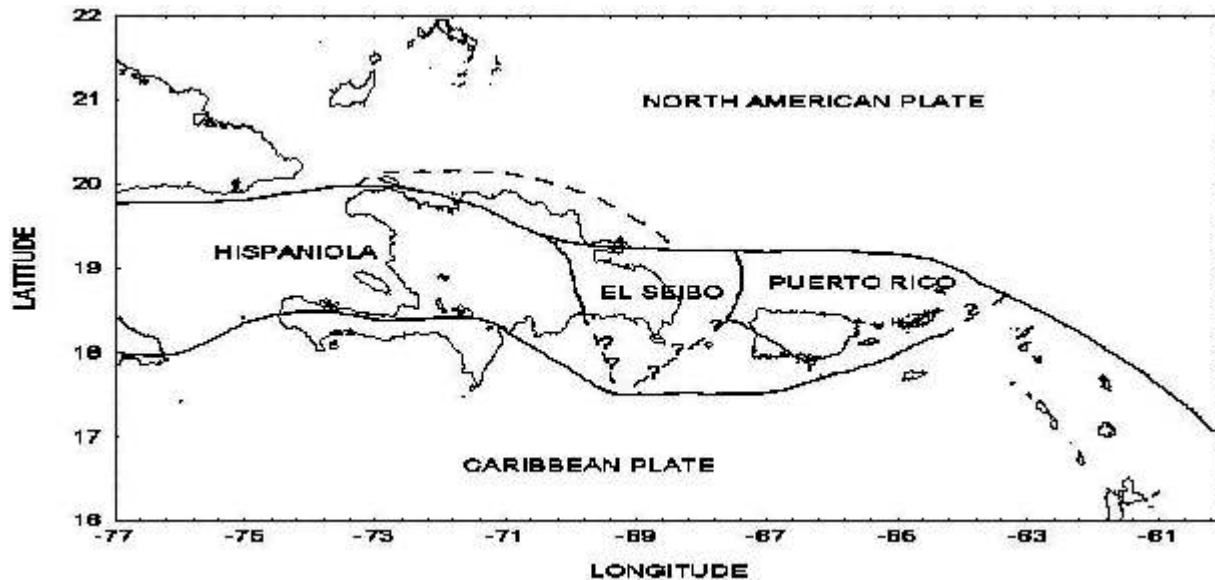 22
21
20
19
18
17
16
LATITUDE
NORTH AMERICAN PLATE
HISPANIOLA
EL SEIBO
PUERTO RICO
?
?
?
?
?
?
CARIBBEAN PLATE
-77 -75 -73 -71 -69 -67 -65 -63 -61
LONGITUDE